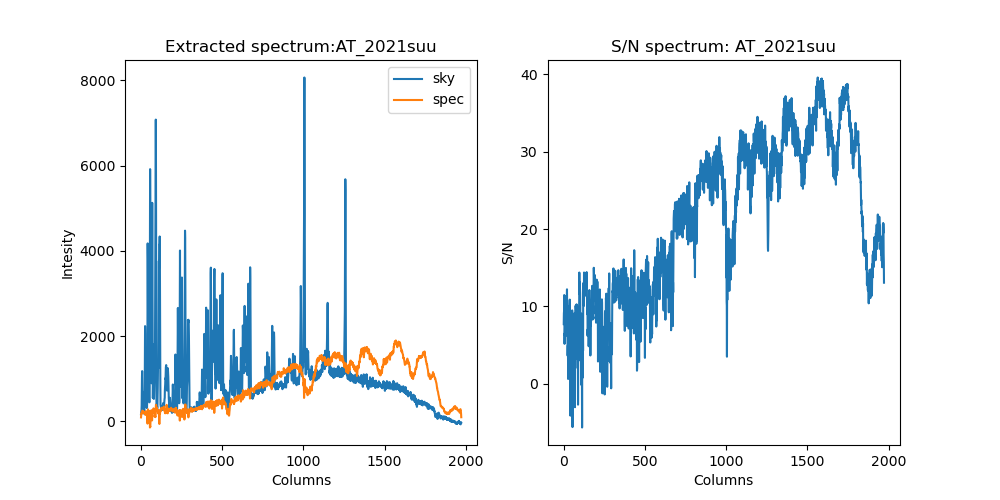 Extracted spectrum:AT_2021suu
8000
6000
4000
2000
0
Intesity
0 500 1000 1500 2000
Columns
sky
spec
S/N spectrum: AT_2021suu
40
30
20
10
0
S/N
0 500 1000 1500 2000
Columns